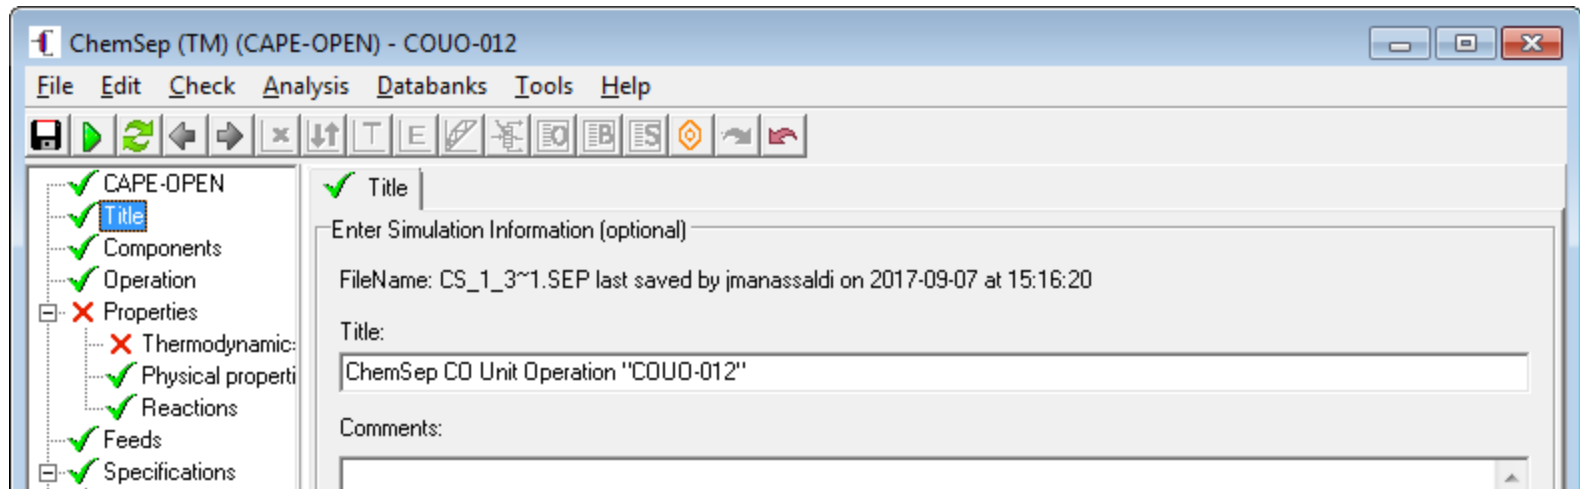 ChemSep (TM) (CAPE-OPEN) - COUO-012
File Edit Check Analysis Databanks Tools Help
T E O B S
CAPE-OPEN
Title
Components
Operation
Properties
Thermodynamic
Physical properti
Reactions
Feeds
Specifications
Title
Enter Simulation Information (optional)
FileName: CS_1_3~1.SEP last saved by jmanassaldi on 2017-09-07 at 15:16:20
Title:
ChemSep CO Unit Operation "COUO-012"
Comments: